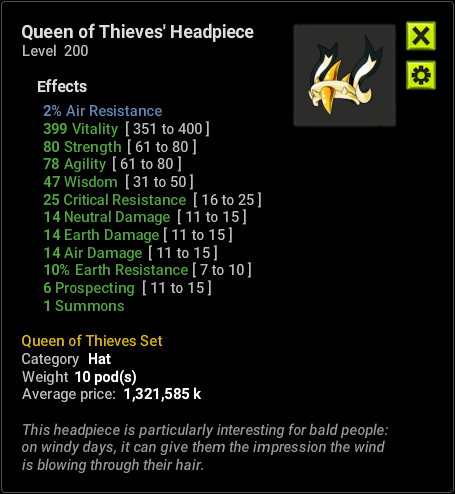 Queen of Thieves' Headpiece
Level 200
Effects
2% Air Resistance
399 Vitality [ 351 to 400 ]
80 Strength [ 61 to 80 ]
78 Agility [ 61 to 80 ]
47 Wisdom [ 31 to 50 ]
25 Critical Resistance [ 16 to 25 ]
14 Neutral Damage [ 11 to 15 ]
14 Earth Damage [ 11 to 15 ]
14 Air Damage [ 11 to 15 ]
10% Earth Resistance [ 7 to 10 ]
6 Prospecting [ 11 to 15 ]
1 Summons
Queen of Thieves Set
Category Hat
Weight 10 pod(s)
Average price: 1,321,585 k
This headpiece is particularly interesting for bald people:
on windy days, it can give them the impression the wind
is blowing through their hair.